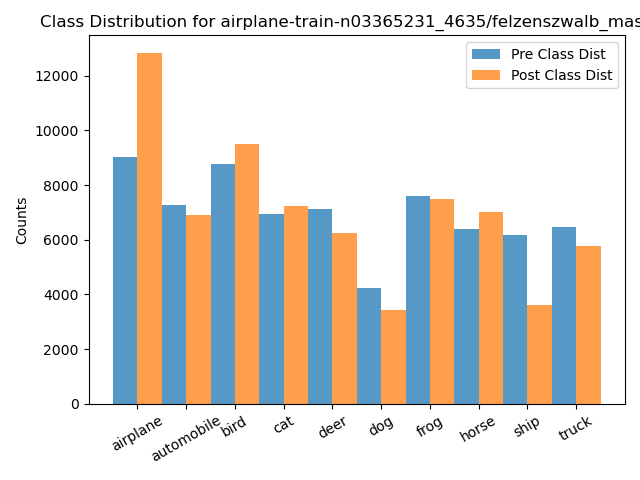 Class Distribution for airplane-train-n03365231_4635/felzenszwalb_mas
Pre Class Dist
Post Class Dist
12000
10000
8000
6000
4000
2000
0
Counts
airplane
automobile
bird
cat
deer
dog
frog
horse
ship
truck